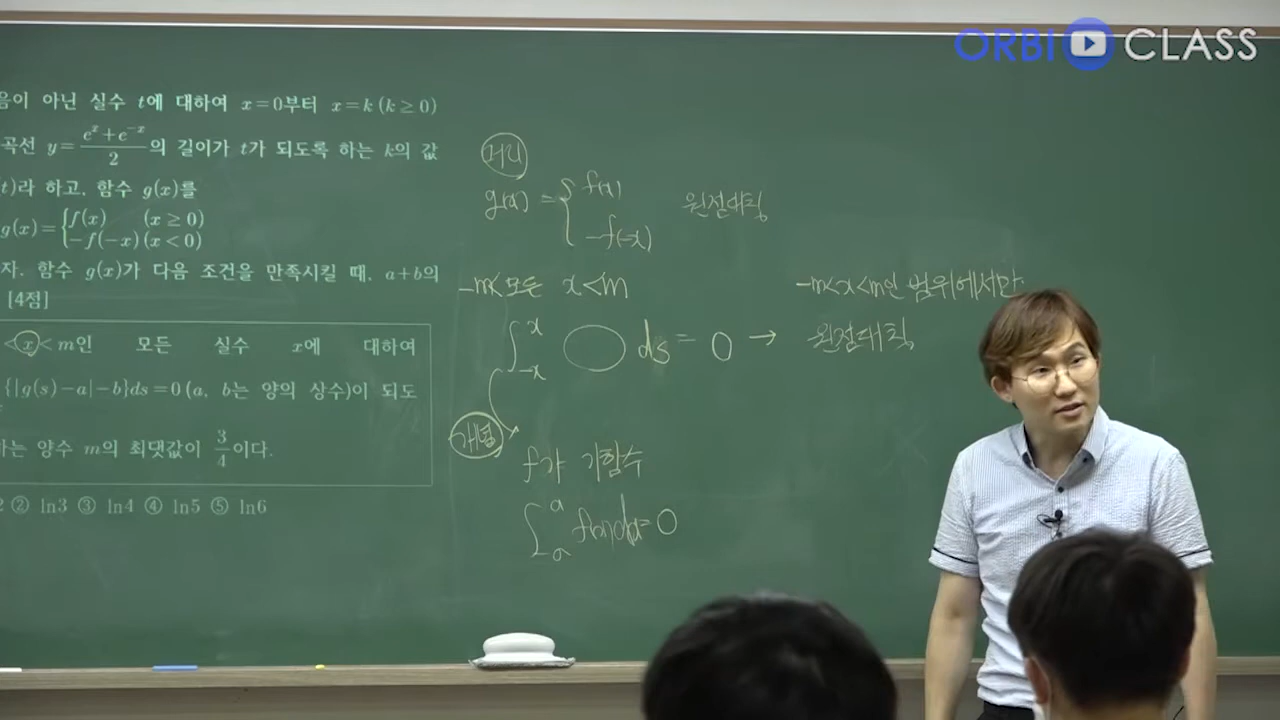 ORBI CLASS
음이 아닌 실수 t에 대하여 x=0부터 x=k (k≥0)
곡선 y=\frac{e^x+e^{-x}}{2}의 길이가 t가 되도록 하는 k의 값
t)라 하고, 함수 g(x)를
g(x)={f(x) (x≥0)
-f(-x) (x<0)
자. 함수 g(x)가 다음 조건을 만족시킬 때, a+b의
[4점]
<x<m인 모든 실수 x에 대하여
{|g(s)-a|-b}ds=0 (a, b는 양의 상수)이 되도
하는 양수 m의 최댓값이 \frac{3}{4}이다.
2 ② ln3 ③ ln4 ④ ln5 ⑤ ln6
g(x)={f(x)
-f(-x)
원점대칭
-m<모든 x<m
-m<x<m인 범위에서만
∫_{-x}^{x} ◯ ds=0 →
원점대칭
개념
f가 기함수
∫_{-a}^{a} f(x)dx=0